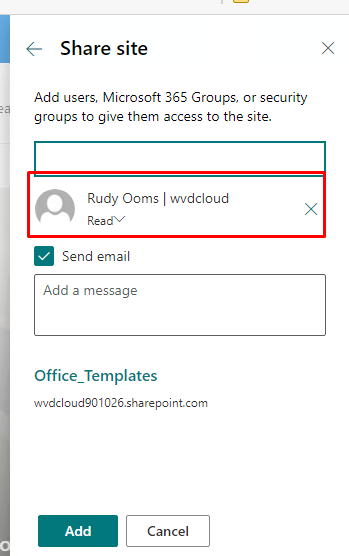 Share site
Add users, Microsoft 365 Groups, or security
groups to give them access to the site.
Rudy Ooms | wvdcloud
Read
Send email
Add a message
Office_Templates
wvdcloud901026.sharepoint.com
Add
Cancel